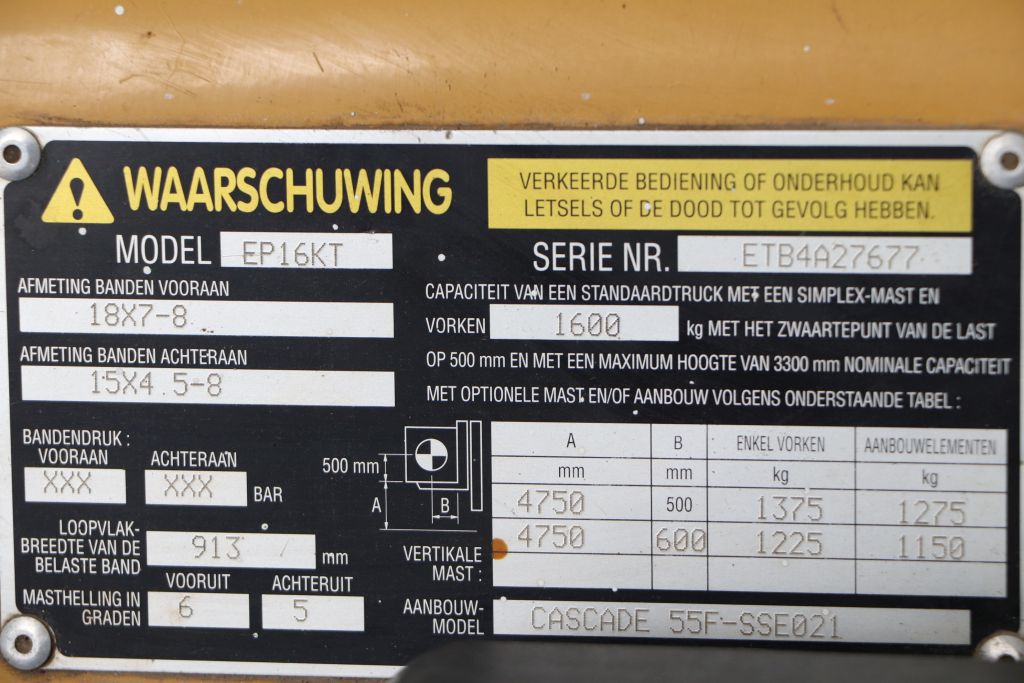 WAARSCHUWING
VERKEERDE BEDIENING OF ONDERHOUD KAN
LETSELS OF DE DOOD TOT GEVOLG HEBBEN.
MODEL EP16KT
SERIE NR. ETB4A27677
AFMETING BANDEN VOORAAN
18X7-8
AFMETING BANDEN ACHTERAAN
15X4.5-8
CAPACITEIT VAN EEN STANDAARDTRUCK MET EEN SIMPLEX-MAST EN
VORKEN 1600 kg MET HET ZWAARTEPUNT VAN DE LAST
OP 500 mm EN MET EEN MAXIMUM HOOGTE VAN 3300 mm NOMINALE CAPACITEIT
MET OPTIONELE MAST EN/OF AANBOUW VOLGENS ONDERSTAANDE TABEL :
BANDENDRUK :
VOORAAN ACHTERAAN
XXX XXX BAR
LOOPVLAK-
BREEDTE VAN DE
BELASTE BAND
913 mm
VOORUIT ACHTERUIT
MASTHELLING IN
GRADEN
6 5
500 mm
A
B
VERTIKALE
MAST :
A B ENKEL VORKEN AANBOUWELEMENTEN
mm mm kg kg
4750 500 1375 1275
4750 600 1225 1150
AANBOUW-
MODEL
CASCADE 55F-SSE021